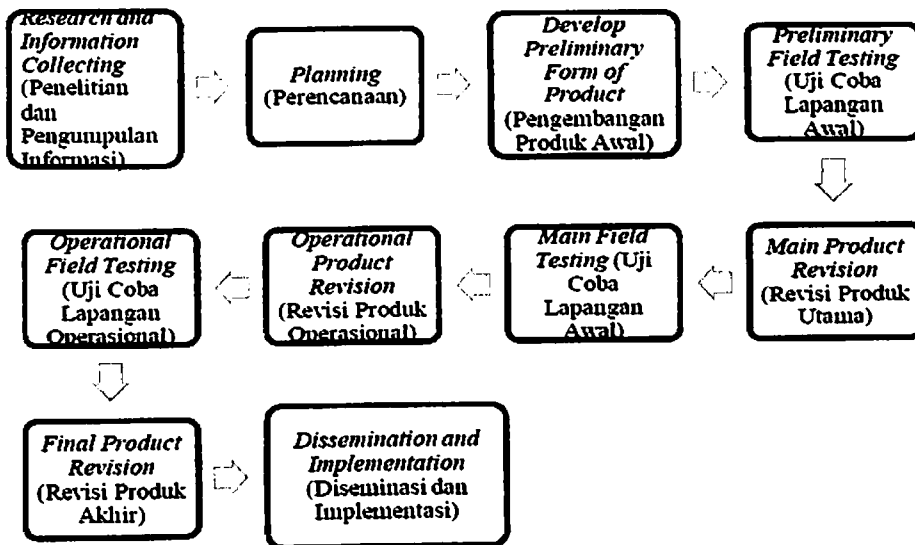 Research and
Information
Collecting
(Penelitian
dan
Pengumpulan
Informasi)
Planning
(Perencanaan)
Develop
Preliminary
Form of
Product
(Pengembangan
Produk Awal)
Preliminary
Field Testing
(Uji Coba
Lapangan
Awal)
Main Product
Revision
(Revisi Produk
Utama)
Main Field
Testing (Uji
Coba
Lapangan
Awal)
Operational
Product
Revision
(Revisi Produk
Operasional)
Operational
Field Testing
(Uji Coba
Lapangan
Operasional)
Final Product
Revision
(Revisi Produk
Akhir)
Dissemination and
Implementation
(Diseminasi dan
Implementasi)